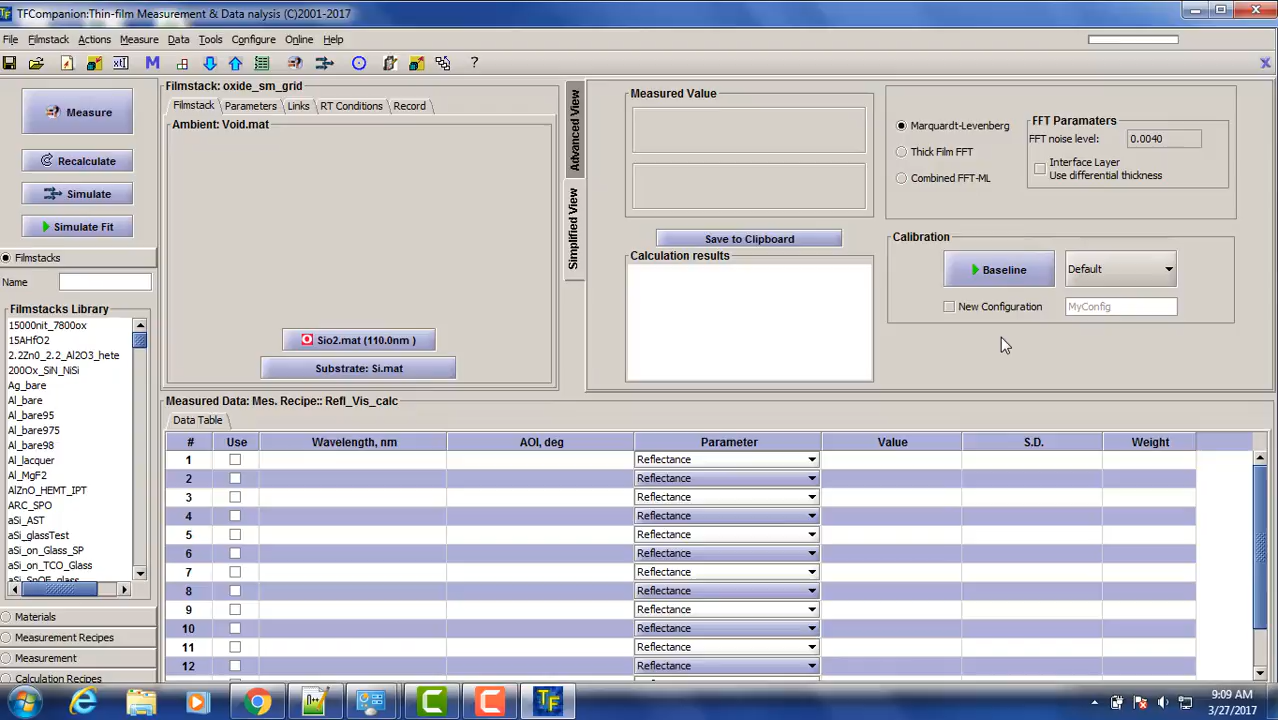 TFCompanion:Thin-film Measurement & Data nalysis (C)2001-2017
File Filmstack Actions Measure Data Tools Configure Online Help
Measure
Recalculate
Simulate
Simulate Fit
Filmstacks
Name
Filmstacks Library
15000nit_7800ox
15AHfO2
2.2Zn0_2.2_Al2O3_hete
200Ox_SiN_NiSi
Ag_bare
Al_bare
Al_bare95
Al_bare975
Al_bare98
Al_lacquer
Al_MgF2
AlZnO_HEMT_IPT
ARC_SPO
aSi_AST
aSi_glassTest
aSi_on_Glass_SP
aSi_on_TCO_Glass
aSi_SpOE_glass
Materials
Measurement Recipes
Measurement
Calculation Recipes
Filmstack: oxide_sm_grid
Filmstack Parameters Links RT Conditions Record
Ambient: Void.mat
Sio2.mat (110.0nm )
Substrate: Si.mat
Advanced View
Simplified View
Measured Value
Save to Clipboard
Calculation results
Marquardt-Levenberg
Thick Film FFT
Combined FFT-ML
FFT Paramaters
FFT noise level: 0.0040
Interface Layer
Use differential thickness
Calibration
Baseline Default
New Configuration MyConfig
Measured Data: Mes. Recipe:: Refl_Vis_calc
Data Table
# Use Wavelength, nm AOI, deg Parameter Value S.D. Weight
1 Reflectance
2 Reflectance
3 Reflectance
4 Reflectance
5 Reflectance
6 Reflectance
7 Reflectance
8 Reflectance
9 Reflectance
10 Reflectance
11 Reflectance
12 Reflectance
9:09 AM
3/27/2017